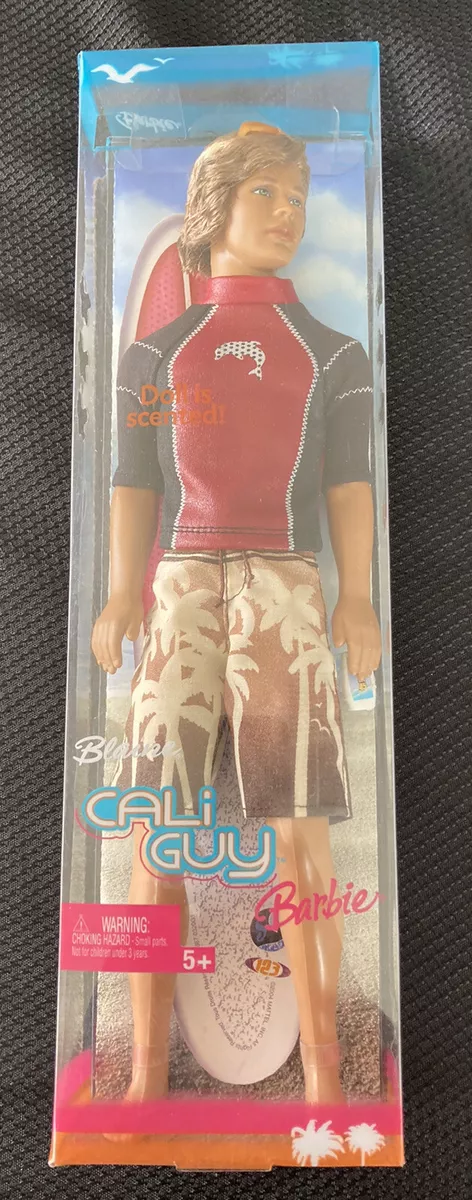 Barbie
Doll is
scented!
Blaine
CALi
GUY
Barbie
WARNING:
CHOKING HAZARD - Small parts.
Not for children under 3 years.
5+